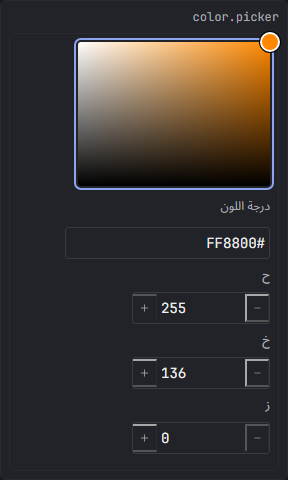 color.picker
درجة اللون
FF8800#
ح
+ 255 −
خ
+ 136 −
ز
+ 0 −